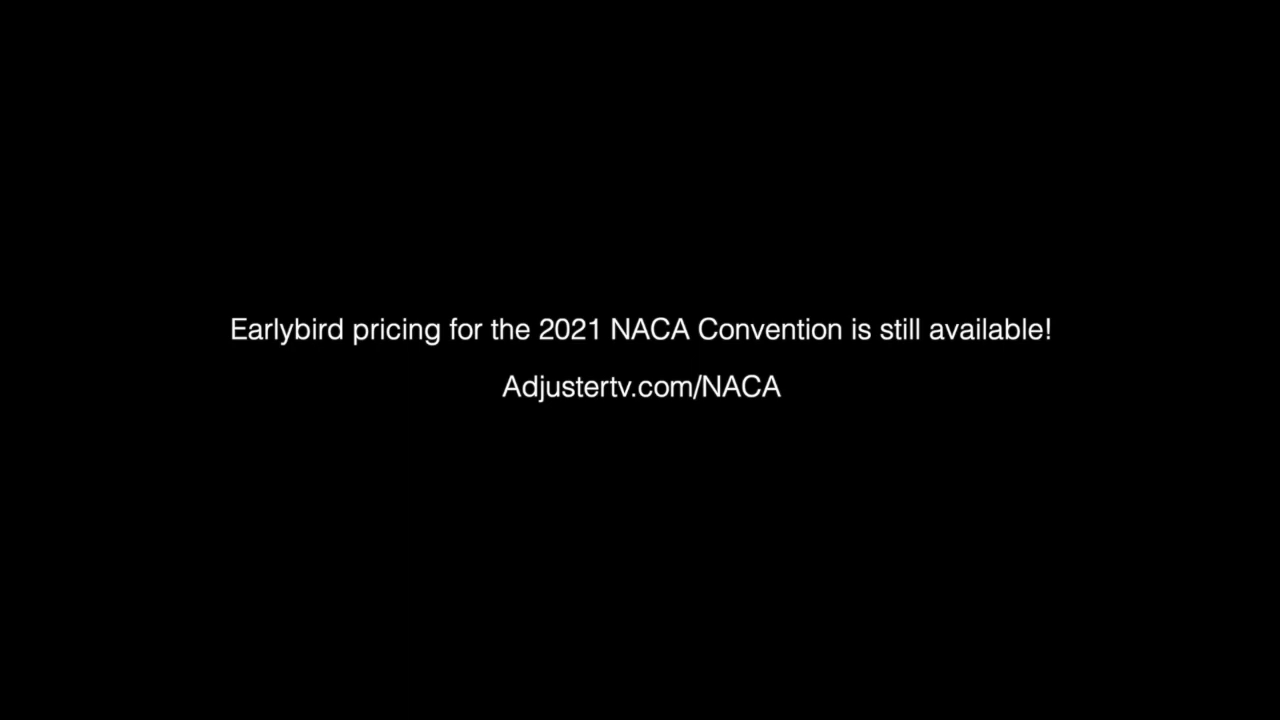 Earlybird pricing for the 2021 NACA Convention is still available!
Adjustertv.com/NACA